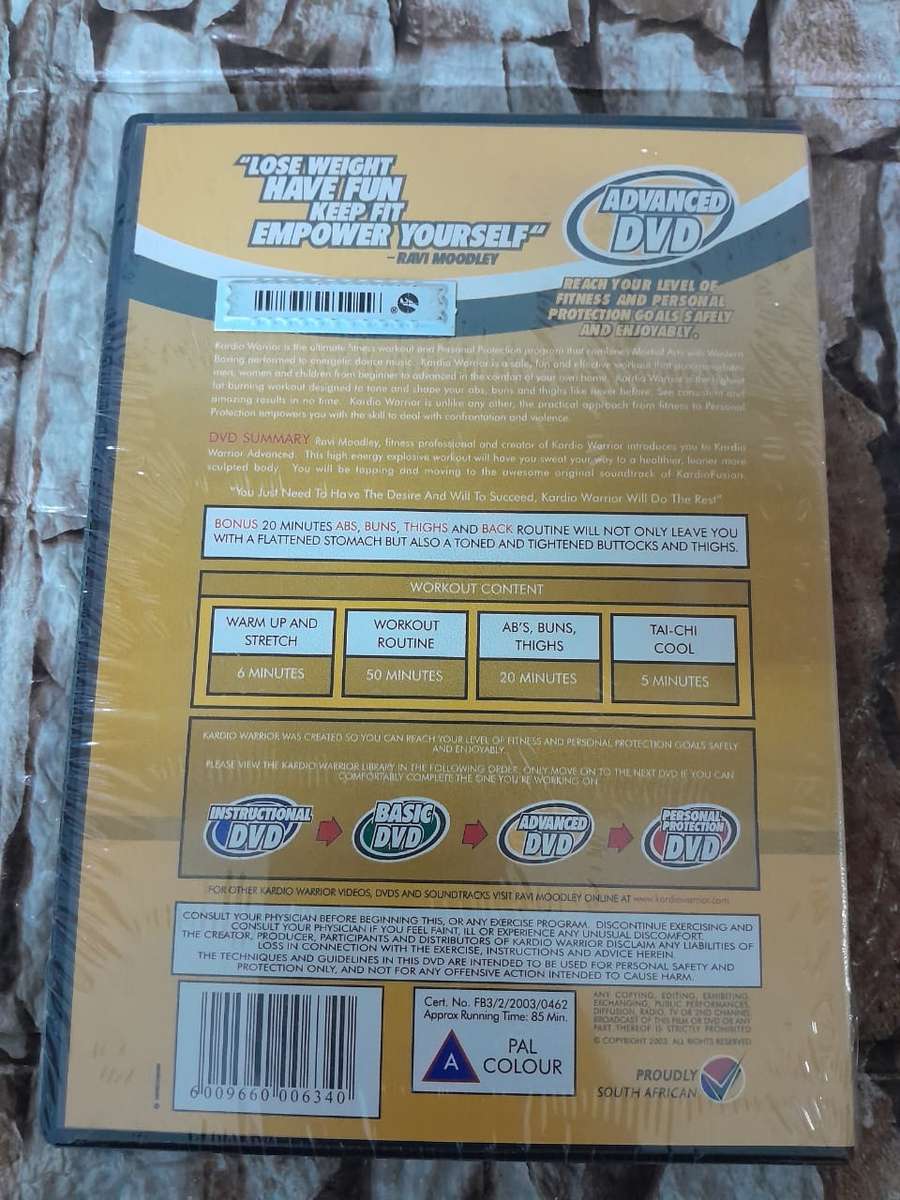 "LOSE WEIGHT
HAVE FUN
KEEP FIT
EMPOWER YOURSELF"
- RAVI MOODLEY
ADVANCED
DVD
REACH YOUR LEVEL OF
FITNESS AND PERSONAL
PROTECTION GOALS SAFELY
AND ENJOYABLY.
Kardio Warrior is the ultimate fitness workout and Personal Protection program that combines Martial Arts with Western
Boxing performed to energetic dance music. Kardio Warrior is a safe, fun and effective workout that
men, women and children from beginner to advanced in the comfort of your own home. Kardio Warrior is the highest
fat burning workout designed to tone and shape your abs, buns and thighs like never before. See consistent and
amazing results in no time. Kardio Warrior is unlike any other, the practical approach from fitness to Personal
Protection empowers you with the skill to deal with confrontation and violence.
DVD SUMMARY Ravi Moodley, fitness professional and creator of Kardio Warrior introduces you to Kardio
Warrior Advanced. This high energy explosive workout will have you sweat your way to a healthier, leaner more
sculpted body. You will be tapping and moving to the awesome original soundtrack of KardioFusion.
"You Just Need To Have The Desire And Will To Succeed, Kardio Warrior Will Do The Rest"
BONUS 20 MINUTES ABS, BUNS, THIGHS AND BACK ROUTINE WILL NOT ONLY LEAVE YOU
WITH A FLATTENED STOMACH BUT ALSO A TONED AND TIGHTENED BUTTOCKS AND THIGHS.
WORKOUT CONTENT
WARM UP AND
STRETCH
6 MINUTES
WORKOUT
ROUTINE
50 MINUTES
AB'S, BUNS,
THIGHS
20 MINUTES
TAI-CHI
COOL
5 MINUTES
KARDIO WARRIOR WAS CREATED SO YOU CAN REACH YOUR LEVEL OF FITNESS AND PERSONAL PROTECTION GOALS SAFELY
AND ENJOYABLY.
PLEASE VIEW THE KARDIO WARRIOR LIBRARY IN THE FOLLOWING ORDER. ONLY MOVE ON TO THE NEXT DVD IF YOU CAN
COMFORTABLY COMPLETE THE ONE YOU'RE WORKING ON
INSTRUCTIONAL
DVD
BASIC
DVD
ADVANCED
DVD
PERSONAL
PROTECTION
DVD
FOR OTHER KARDIO WARRIOR VIDEOS, DVDS AND SOUNDTRACKS VISIT RAVI MOODLEY ONLINE AT www.kardiowarrior.com
CONSULT YOUR PHYSICIAN BEFORE BEGINNING THIS, OR ANY EXERCISE PROGRAM. DISCONTINUE EXERCISING AND
CONSULT YOUR PHYSICIAN IF YOU FEEL FAINT, ILL OR EXPERIENCE ANY UNUSUAL DISCOMFORT.
THE CREATOR, PRODUCER, PARTICIPANTS AND DISTRIBUTORS OF KARDIO WARRIOR DISCLAIM ANY LIABILITIES OF
LOSS IN CONNECTION WITH THE EXERCISE, INSTRUCTIONS AND ADVICE HEREIN.
THE TECHNIQUES AND GUIDELINES IN THIS DVD ARE INTENDED TO BE USED FOR PERSONAL SAFETY AND
PROTECTION ONLY, AND NOT FOR ANY OFFENSIVE ACTION INTENDED TO CAUSE HARM.
6 009660 006340
Cert. No. FB3/2/2003/0462
Approx Running Time: 85 Min.
A
PAL
COLOUR
ANY COPYING, EDITING, EXHIBITING,
EXCHANGING, PUBLIC PERFORMANCES,
DIFFUSION, RADIO, TV OR 2ND CHANNEL
BROADCAST OF THIS FILM OR DVD OR ANY
PART THEREOF IS STRICTLY PROHIBITED
© COPYRIGHT 2003. ALL RIGHTS RESERVED
PROUDLY
SOUTH AFRICAN